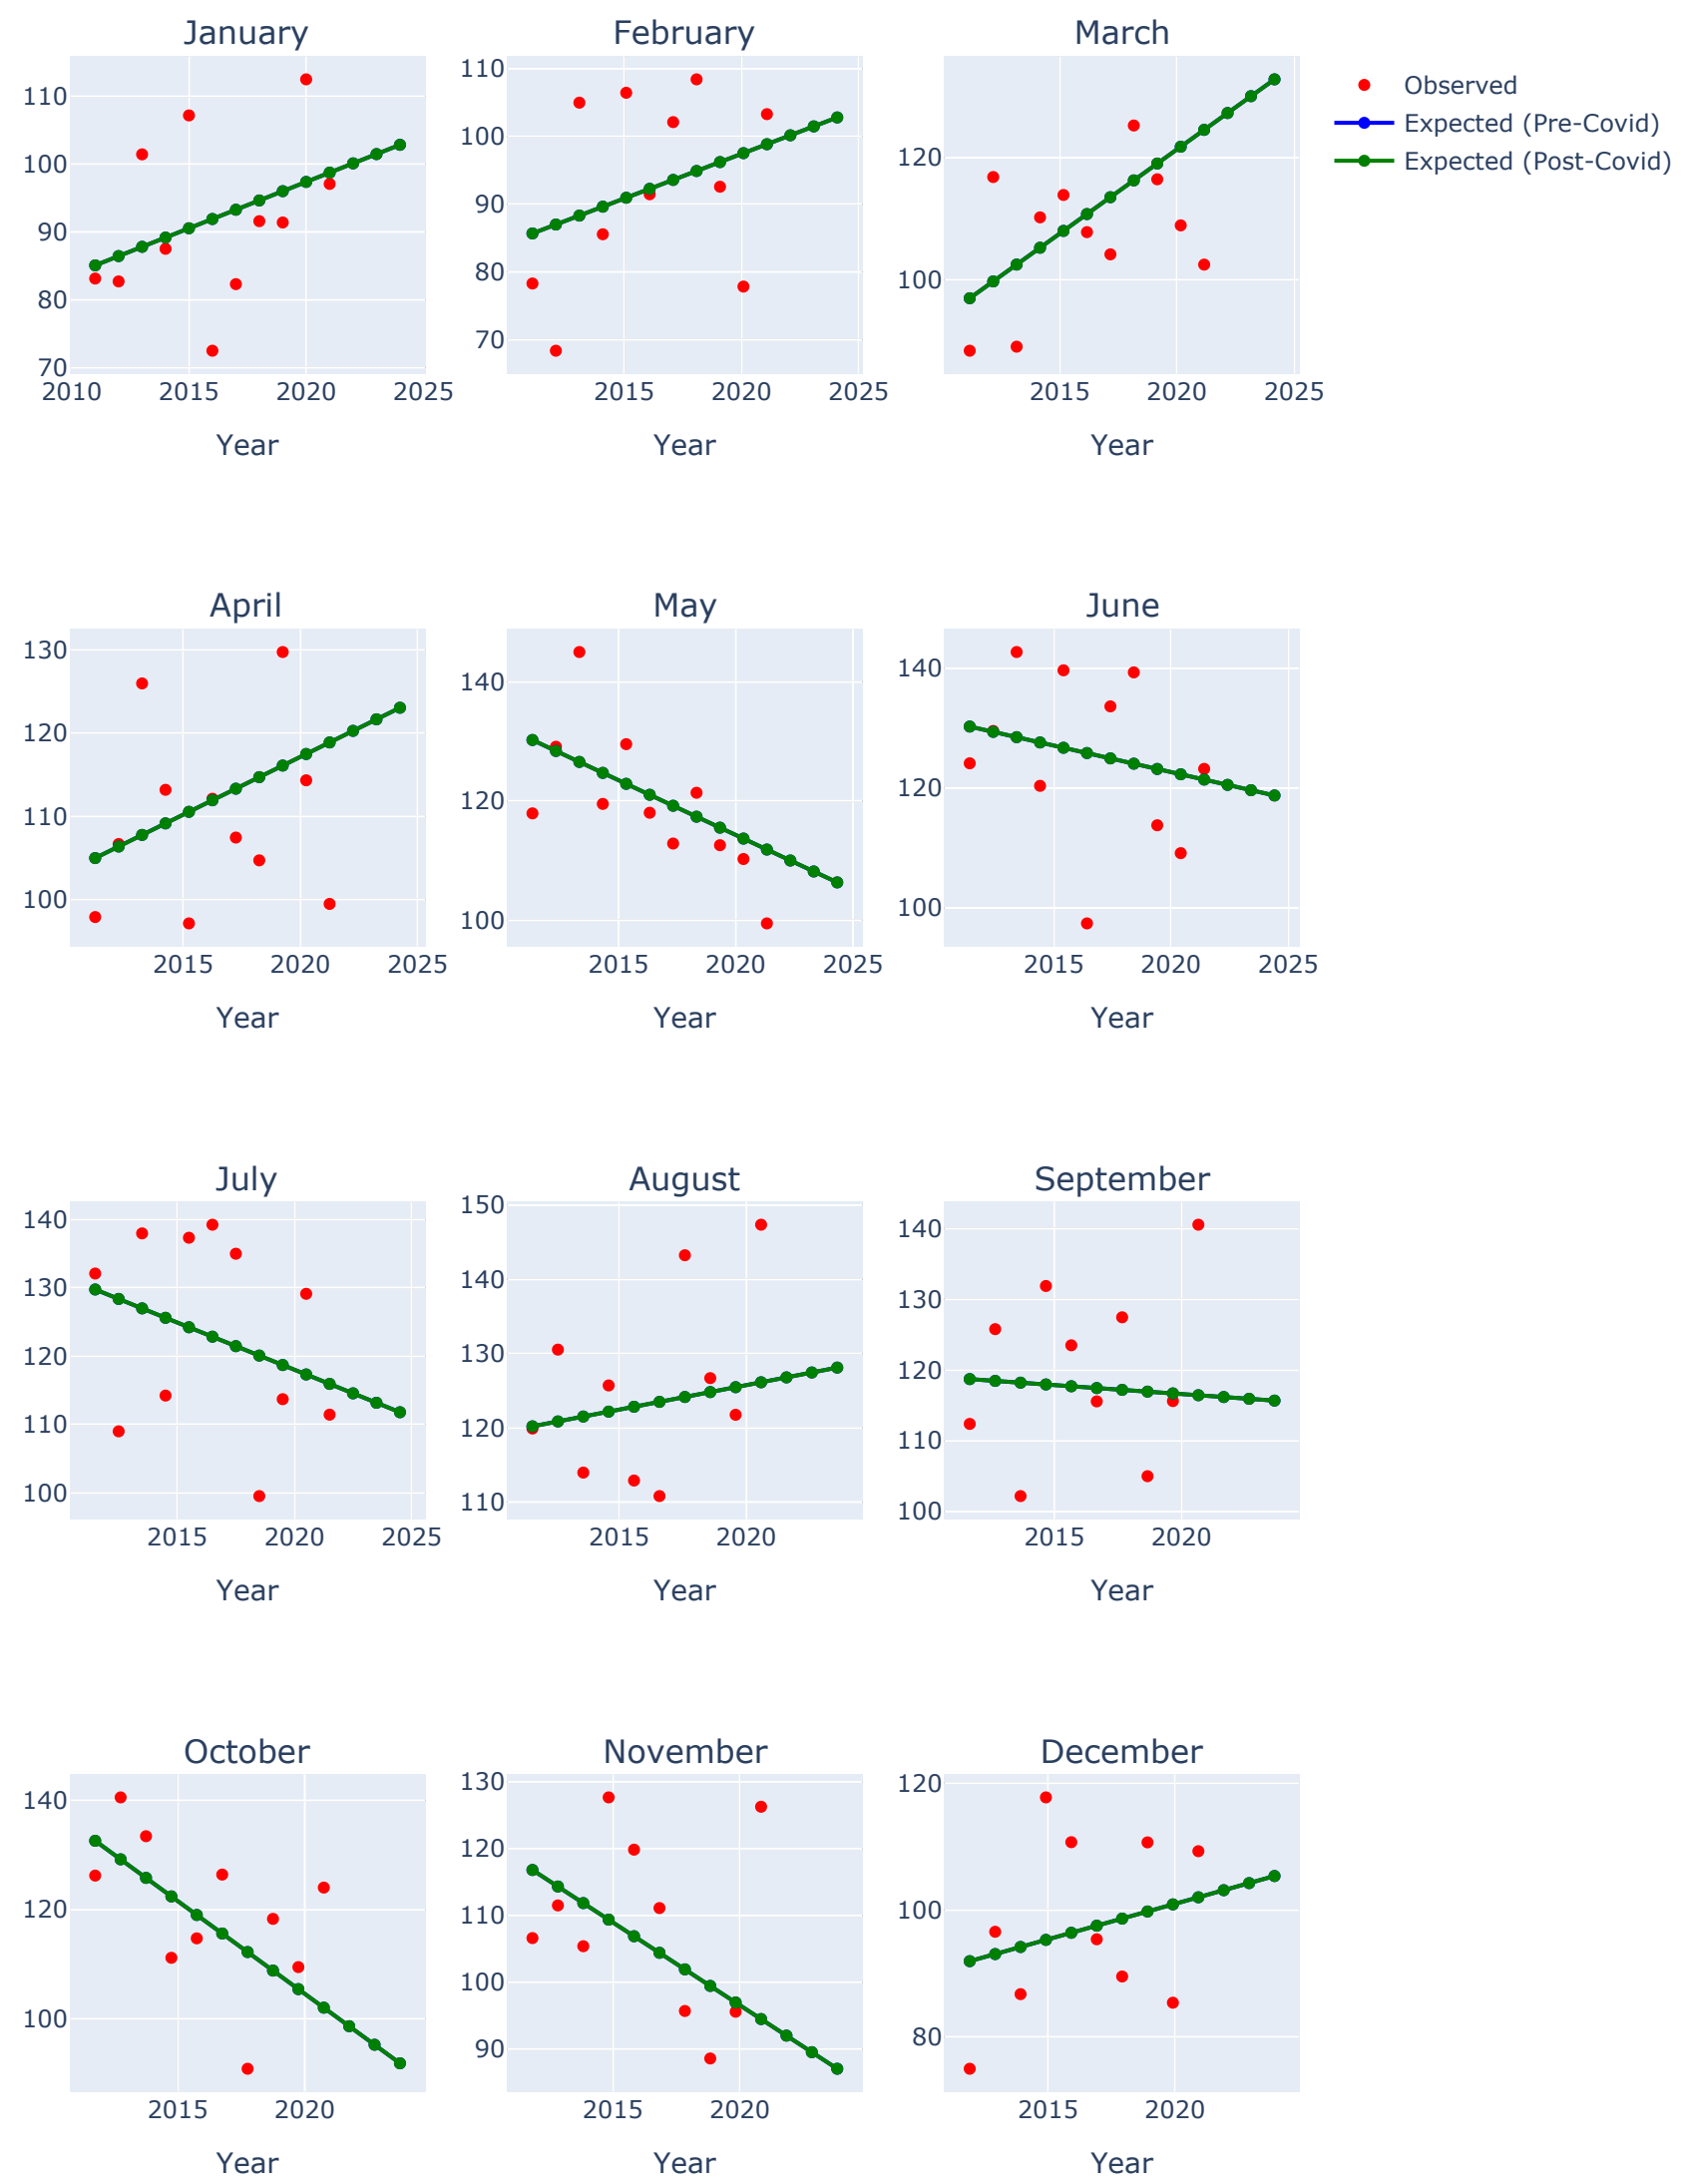 January
February
March
110
100
90
80
70
2010
2015
2020
2025
Year
110
100
90
80
70
2015
2020
2025
Year
120
100
2015
2020
2025
Year
Observed
Expected (Pre-Covid)
Expected (Post-Covid)
April
May
June
130
120
110
100
2015
2020
2025
Year
140
120
100
2015
2020
2025
Year
140
120
100
2015
2020
2025
Year
July
August
September
140
130
120
110
100
2015
2020
2025
Year
150
140
130
120
110
2015
2020
Year
140
130
120
110
100
2015
2020
Year
October
November
December
140
120
100
2015
2020
Year
130
120
110
100
90
2015
2020
Year
120
100
80
2015
2020
Year